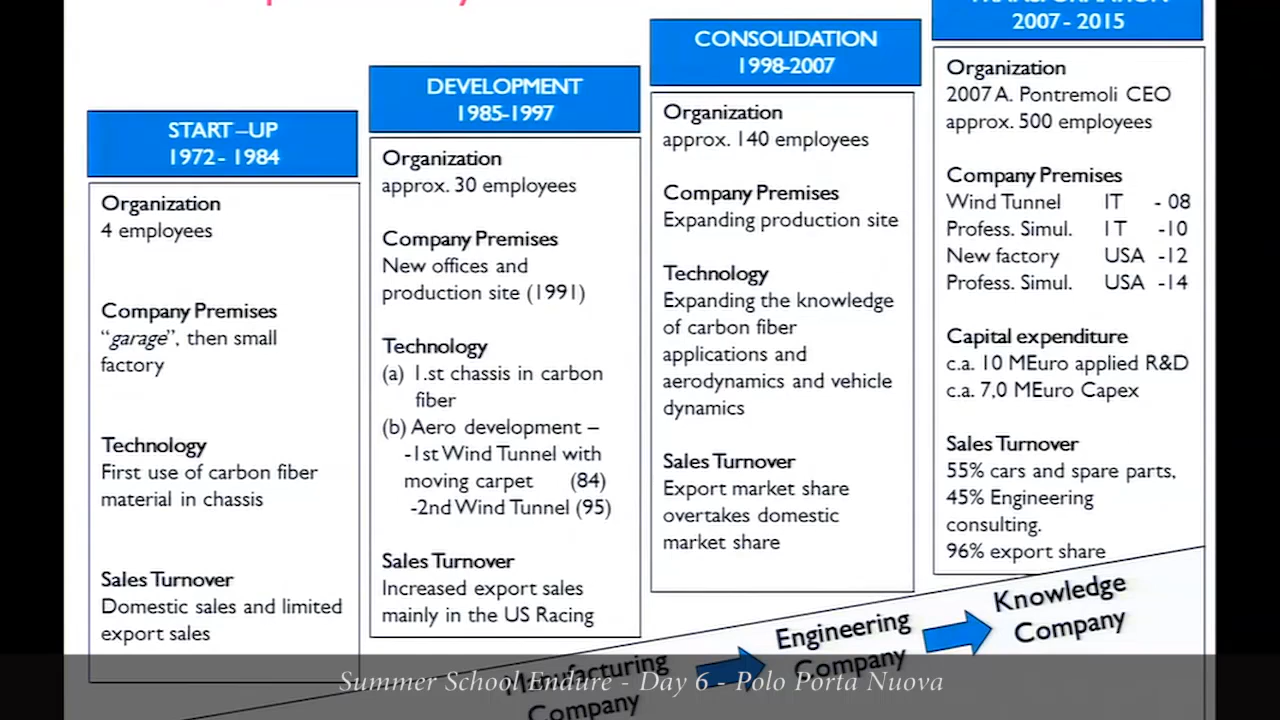 START –UP
1972 - 1984
Organization
4 employees
Company Premises
“garage”, then small
factory
Technology
First use of carbon fiber
material in chassis
Sales Turnover
Domestic sales and limited
export sales
DEVELOPMENT
1985-1997
Organization
approx. 30 employees
Company Premises
New offices and
production site (1991)
Technology
(a) 1.st chassis in carbon
fiber
(b) Aero development –
-1st Wind Tunnel with
moving carpet (84)
-2nd Wind Tunnel (95)
Sales Turnover
Increased export sales
mainly in the US Racing
CONSOLIDATION
1998-2007
Organization
approx. 140 employees
Company Premises
Expanding production site
Technology
Expanding the knowledge
of carbon fiber
applications and
aerodynamics and vehicle
dynamics
Sales Turnover
Export market share
overtakes domestic
market share
2007 - 2015
Organization
2007 A. Pontremoli CEO
approx. 500 employees
Company Premises
Wind Tunnel IT - 08
Profess. Simul. I T -10
New factory USA -12
Profess. Simul. USA -14
Capital expenditure
c.a. 10 MEuro applied R&D
c.a. 7,0 MEuro Capex
Sales Turnover
55% cars and spare parts,
45% Engineering
consulting.
96% export share
Manufacturing
Company
Engineering
Company
Knowledge
Company
Summer School Endure - Day 6 - Polo Porta Nuova